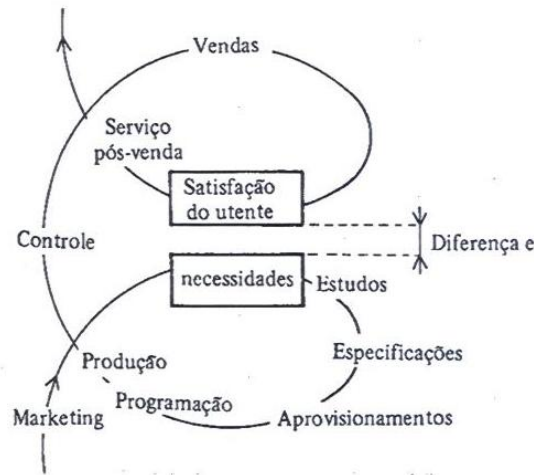 Vendas
Serviço
pós-venda
Satisfação
do utente
Controle
Diferença e
necessidades
Estudos
Especificações
Produção
Programação
Marketing
Aprovisionamentos